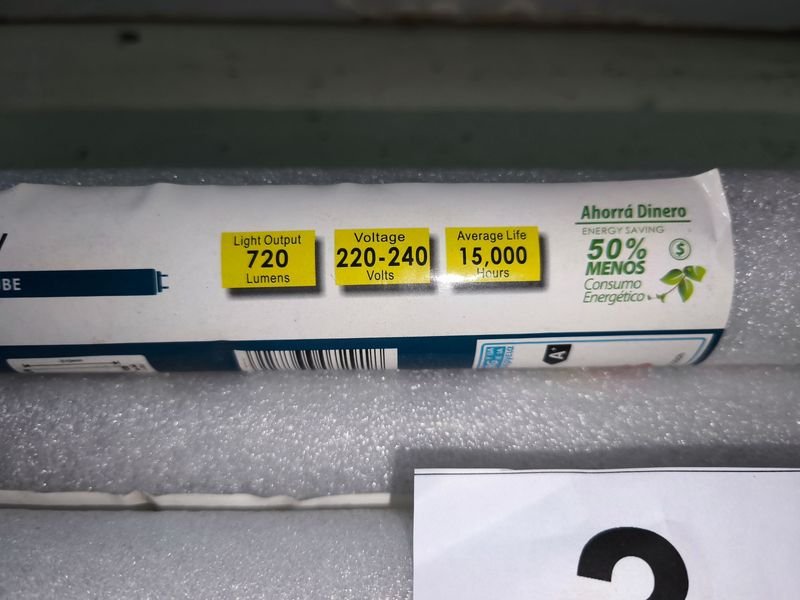 Light Output
720
Lumens
Voltage
220-240
Volts
Average Life
15,000
Hours
Ahorrá Dinero
ENERGY SAVING
50%
MENOS
Consumo
Energético
$
A+